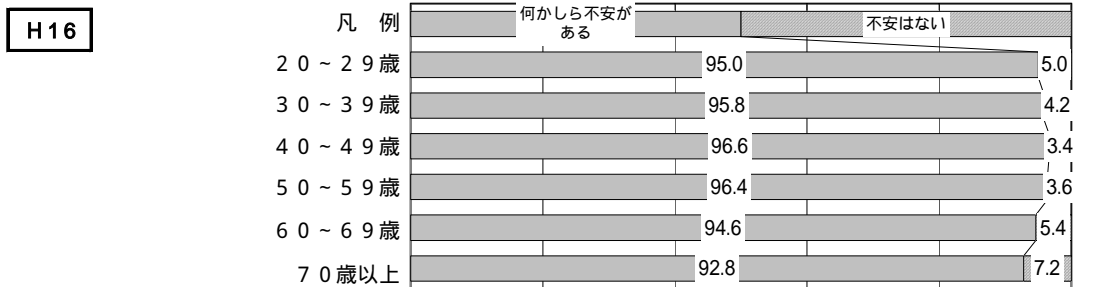 H16
凡　例 何かしら不安が
ある 不安はない
２０～２９歳 95.0 5.0
３０～３９歳 95.8 4.2
４０～４９歳 96.6 3.4
５０～５９歳 96.4 3.6
６０～６９歳 94.6 5.4
７０歳以上 92.8 7.2